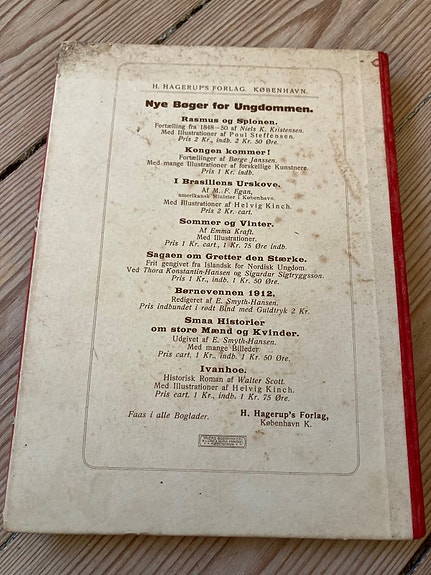 H. HAGERUP'S FORLAG. KØBENHAVN.
Nye Bøger for Ungdommen.
Rasmus og Spionen.
Fortælling fra 1848—50 af Niels K. Kristensen.
Med Illustrationer af Poul Steffensen.
Pris 2 Kr., indb. 2 Kr. 50 Øre.
Kongen kommer!
Fortællinger af Børge Janssen.
Med mange Illustrationer af forskellige Kunstnere.
Pris 1 Kr. indb.
I Brasiliens Urskove.
Af M. F. Egan,
amerikansk Minister i København.
Med Illustrationer af Helvig Kinch.
Pris 2 Kr. cart.
Sommer og Vinter.
Af Emma Kraft.
Med Illustrationer.
Pris 1 Kr. cart., 1 Kr. 75 Øre indb.
Sagaen om Gretter den Stærke.
Frit gengivet fra Islandsk for Nordisk Ungdom.
Ved Thora Konstantin-Hansen og Sigurdur Sigtryggsson.
Pris 1 Kr., indb. 1 Kr. 50 Øre.
Børnevennen 1912.
Redigeret af E. Smyth-Hansen.
Pris indbundet i rødt Bind med Guldtryk 2 Kr.
Smaa Historier
om store Mænd og Kvinder.
Udgivet af E. Smyth-Hansen.
Med mange Billeder.
Pris cart. 1 Kr., indb. 1 Kr. 50 Øre.
Ivanhoe.
Historisk Roman af Walter Scott.
Med Illustrationer af Helvig Kinch.
Pris cart. 1 Kr., indb. 1 Kr. 75 Øre.
Faas i alle Boglader.
H. Hagerup's Forlag,
København K.